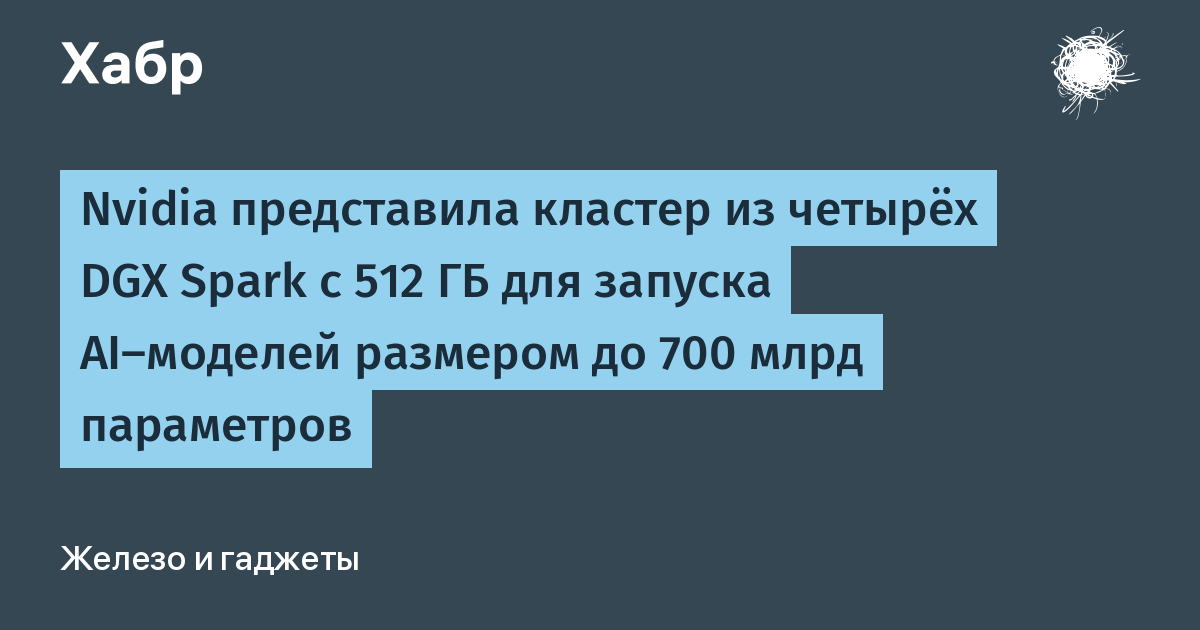 Хабр
Nvidia представила кластер из четырёх
DGX Spark с 512 ГБ для запуска
AI–моделей размером до 700 млрд
параметров
Железо и гаджеты